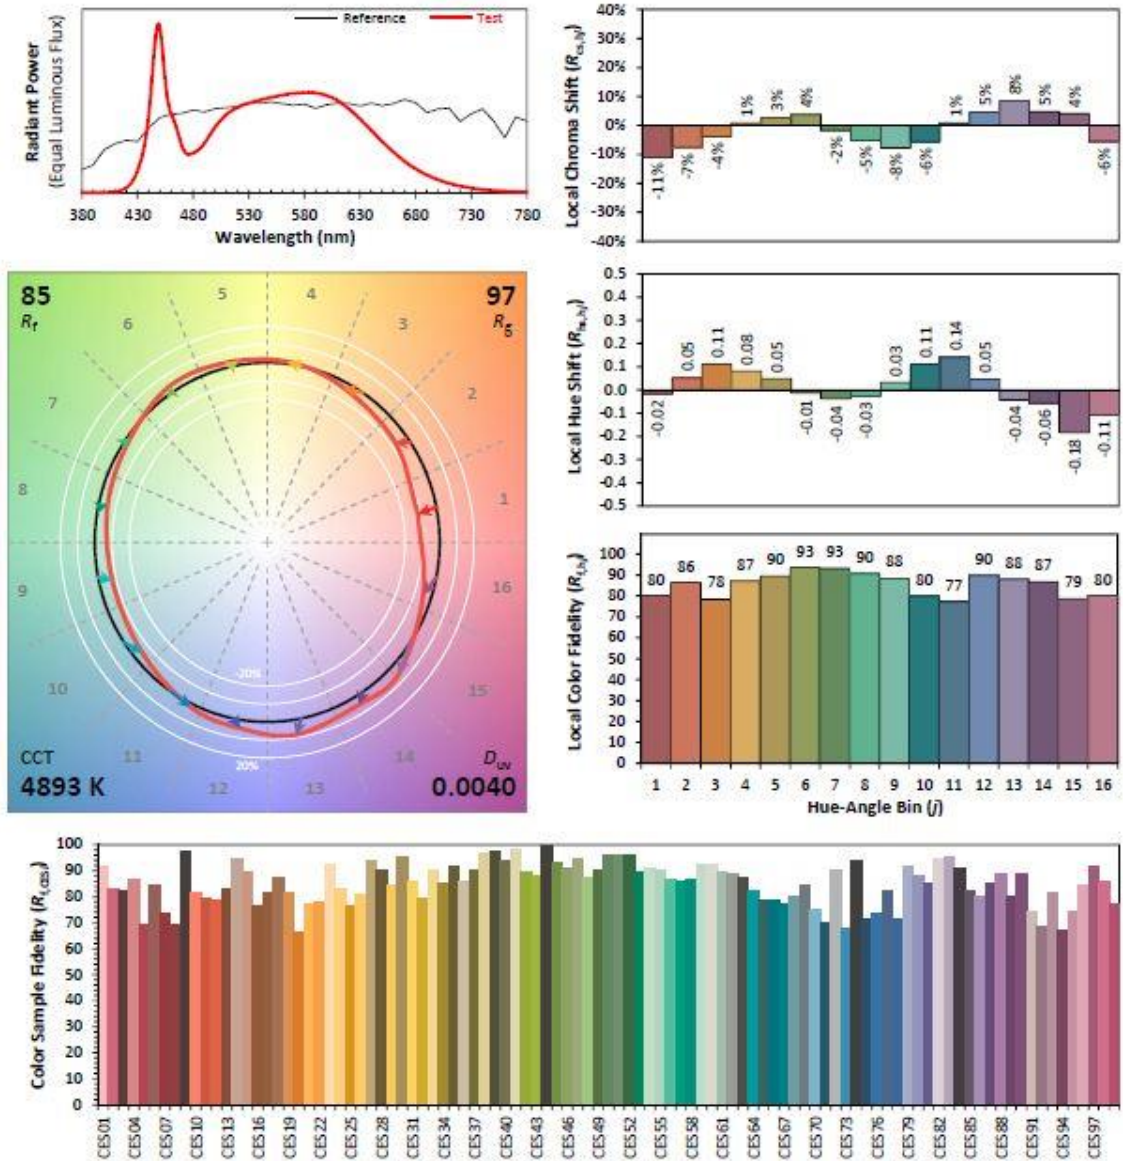 Radiant Power
(Equal Luminous Flux)
Reference
Test
380 430 480 530 580 630 680 730 780
Wavelength (nm)
Local Chroma Shift (Rcs,hj)
40%
30%
20%
10%
0%
-10%
-20%
-30%
-40%
-11% -7% -4% 1% 3% 4% -2% -5% -8% -6% 1% 5% 8% 5% 4% -6%
85
Rf
97
Rg
5 4
6 3
7 2
8 1
9 16
10 15
11 14
12 13
-20%
20%
CCT
4893 K
Duv
0.0040
Local Hue Shift (Rhs,hj)
0.5
0.4
0.3
0.2
0.1
0.0
-0.1
-0.2
-0.3
-0.4
-0.5
-0.02 0.05 0.11 0.08 0.05 -0.01 -0.04 -0.03 0.03 0.11 0.14 0.05 -0.04 -0.06 -0.18 -0.11
Local Color Fidelity (Rf,hj)
100
90
80
70
60
50
40
30
20
10
0
80 86 78 87 90 93 93 90 88 80 77 90 88 87 79 80
1 2 3 4 5 6 7 8 9 10 11 12 13 14 15 16
Hue-Angle Bin (j)
Color Sample Fidelity (Rf,CESi)
100
90
80
70
60
50
40
30
20
10
0
CES01 CES04 CES07 CES10 CES13 CES16 CES19 CES22 CES25 CES28 CES31 CES34 CES37 CES40 CES43 CES46 CES49 CES52 CES55 CES58 CES61 CES64 CES67 CES70 CES73 CES76 CES79 CES82 CES85 CES88 CES91 CES94 CES97